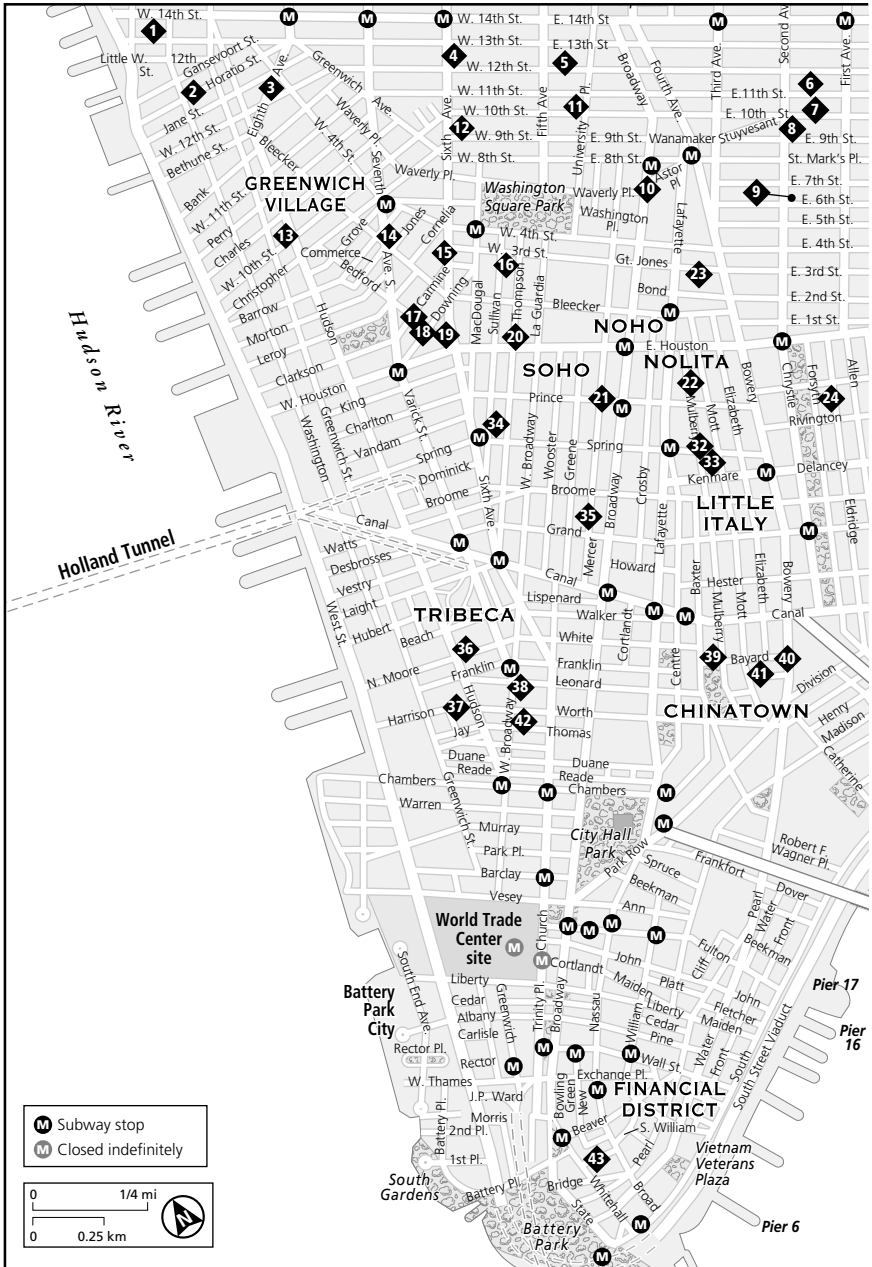 W. 14th St.
1
Little W. 12th St.
Gansevoort St.
Horatio St.
2
3
Jane St.
W. 12th St.
Bethune St.
Eighth Ave.
Greenwich Ave.
Waverly Pl.
W. 4th St.
Bleecker
Bank
W. 11th St.
Perry
Charles
W. 10th St.
Christopher
Barrow
Morton
Leroy
Clarkson
W. Houston
King
Charlton
Vandam
Spring
Dominick
Broome
Canal
GREENWICH
VILLAGE
13
Seventh
Ave. S
14
Grove
Jones
Cornelia
Commerce
Bedford
15
Carmine
Downing
17
18
19
Hudson
Greenwich St.
Washington
Varick St.
M
W. 14th St.
W. 13th St.
4
W. 12th St.
W. 11th St.
W. 10th St.
W. 9th St.
W. 8th St.
Sixth Ave.
12
Waverly Pl.
Washington
Square Park
W. 4th St.
W. 3rd St.
16
MacDougal
Sullivan
Thompson
La Guardia
20
Bleecker
Fifth Ave
University Pl.
E. 14th St
E. 13th St
5
11
E. 9th St.
E. 8th St.
Waverly Pl.
10
Washington Pl.
Broadway
Fourth Ave.
Wanamaker
Astor Pl
Lafayette
Third Ave.
Second Ave
First Ave.
6
E. 11th St.
7
E. 10th St.
Stuyvesant
8
E. 9th St.
St. Mark's Pl.
E. 7th St.
9
E. 6th St.
E. 5th St.
E. 4th St.
Gt. Jones
23
E. 3rd St.
Bond
E. 2nd St.
E. 1st St.
NOHO
E. Houston
SOHO
NOLITA
22
Prince
21
Mulberry
Mott
Elizabeth
Bowery
Chrystie
Forsyth
Allen
24
Rivington
34
Spring
32
33
Kenmare
Delancey
W. Broadway
Wooster
Greene
Broadway
Crosby
Lafayette
Sixth Ave.
Broome
LITTLE
ITALY
35
Grand
Eldridge
Mercer
Howard
Canal
Baxter
Mulberry
Mott
Elizabeth
Bowery
Hester
Canal
Lispenard
Walker
Cortlandt
Centre
White
Franklin
Leonard
Worth
Thomas
39
Bayard
40
41
Division
CHINATOWN
Henry
Madison
Catherine
Hudson River
Holland Tunnel
Watts
Desbrosses
Vestry
Laight
Hubert
Beach
West St.
TRIBECA
36
N. Moore
Franklin
38
37
Harrison
Hudson
42
Jay
W. Broadway
Duane
Reade
Duane
Reade
Chambers
Chambers
Warren
Greenwich St.
Murray
Park Pl.
Barclay
Vesey
City Hall
Park
Park Row
Spruce
Beekman
Ann
Frankfort
Robert F.
Wagner Pl.
Dover
Pearl
Water
Front
Beekman
World Trade
Center
site
Church
Cortlandt
John
Fulton
Cliff
Platt
Maiden
Liberty
Cedar
Pine
John
Fletcher
Maiden
Battery
Park
City
South End Ave.
Liberty
Cedar
Albany
Carlisle
Greenwich
Trinity Pl.
Broadway
Nassau
William
Rector Pl.
Rector
Wall St.
Water
Front
South
South Street Viaduct
Pier 17
Pier
16
W. Thames
Exchange Pl.
J.P. Ward
Bowling
Green
New
FINANCIAL
DISTRICT
Morris
Battery Pl.
2nd Pl.
Beaver
S. William
1st Pl.
43
Pearl
Vietnam
Veterans
Plaza
South
Gardens
Battery Pl.
Bridge
Whitehall
Broad
State
Battery
Park
Pier 6
M Subway stop
M Closed indefinitely
0 1/4 mi
0 0.25 km
N